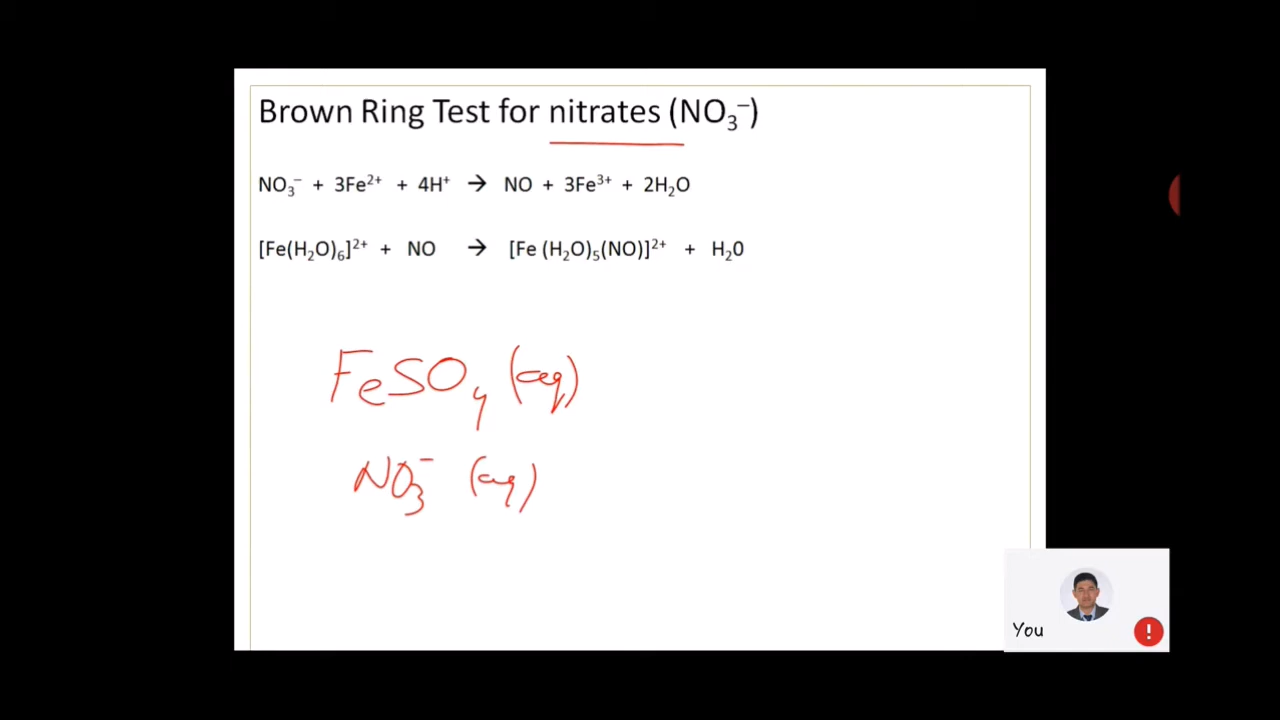 Brown Ring Test for nitrates (NO₃⁻)
NO₃⁻ + 3Fe²⁺ + 4H⁺ → NO + 3Fe³⁺ + 2H₂O
[Fe(H₂O)₆]²⁺ + NO → [Fe (H₂O)₅(NO)]²⁺ + H₂0
FeSO₄ (aq)
NO₃⁻ (aq)
You
!